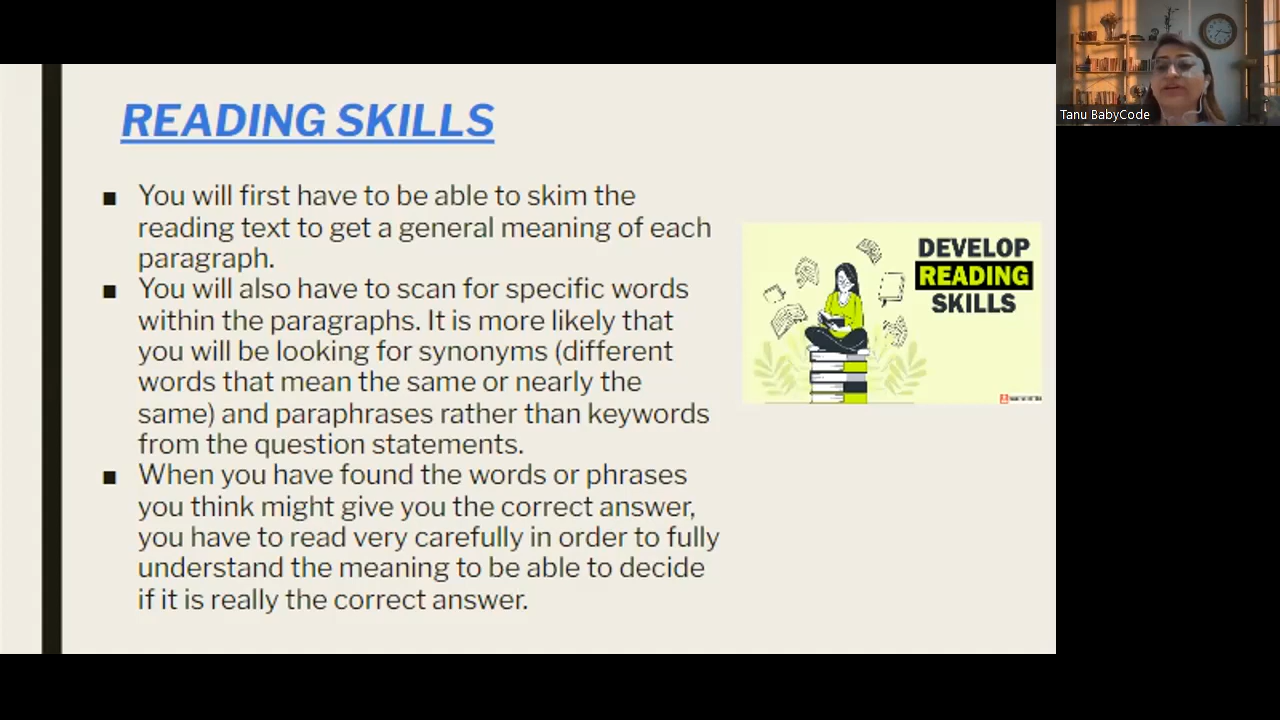 READING SKILLS
■ You will first have to be able to skim the
reading text to get a general meaning of each
paragraph.
■ You will also have to scan for specific words
within the paragraphs. It is more likely that
you will be looking for synonyms (different
words that mean the same or nearly the
same) and paraphrases rather than keywords
from the question statements.
■ When you have found the words or phrases
you think might give you the correct answer,
you have to read very carefully in order to fully
understand the meaning to be able to decide
if it is really the correct answer.
DEVELOP
READING
SKILLS
Tanu BabyCode